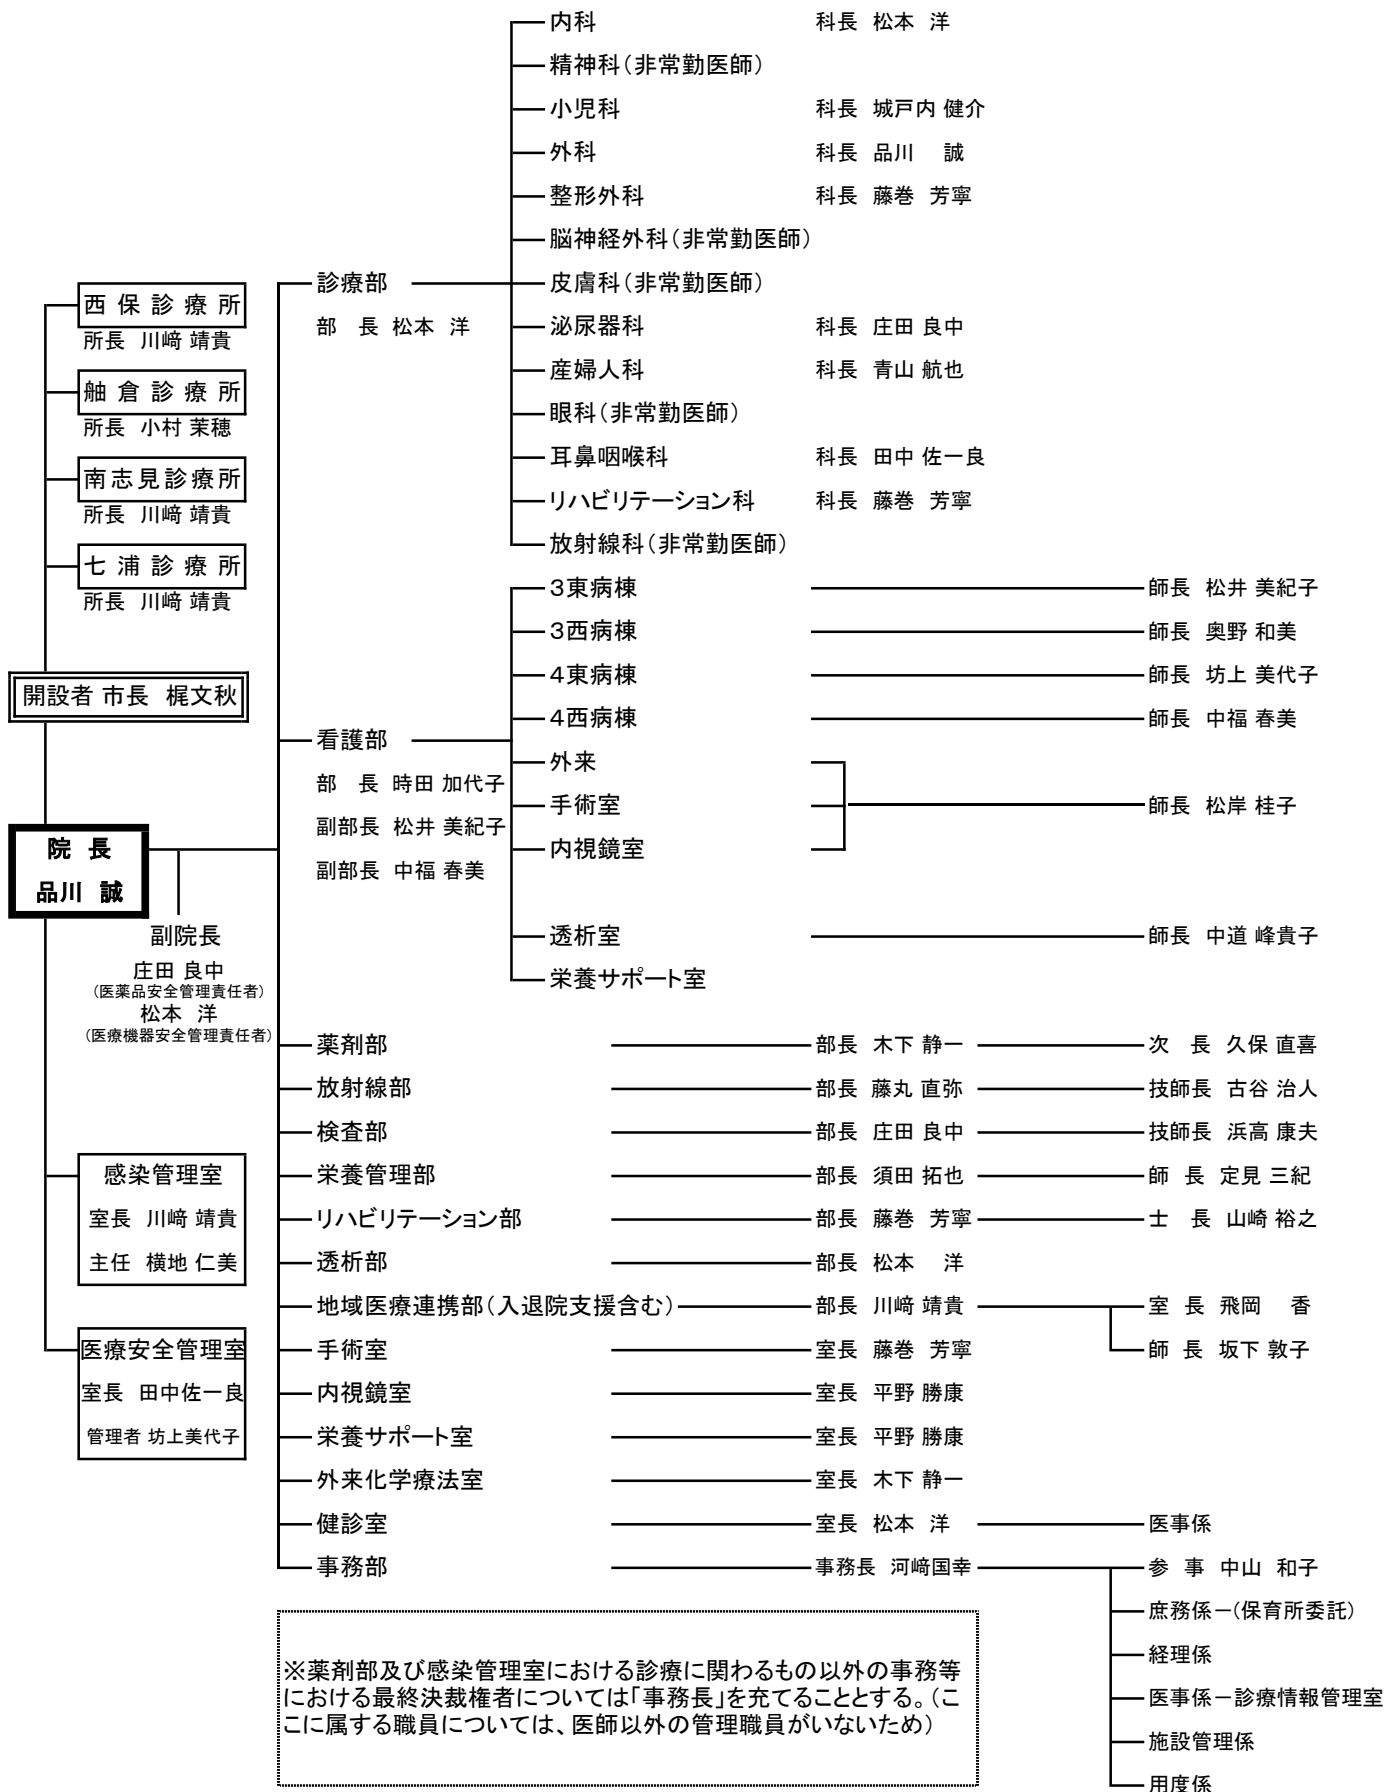 西保診療所
所長 川﨑 靖貴
舳倉診療所
所長 小村 茉穂
南志見診療所
所長 川﨑 靖貴
七浦診療所
所長 川﨑 靖貴
開設者 市長 梶文秋
院 長
品川 誠
副院長
庄田 良中
(医薬品安全管理責任者)
松本 洋
(医療機器安全管理責任者)
感染管理室
室長 川﨑 靖貴
主任 横地 仁美
医療安全管理室
室長 田中佐一良
管理者 坊上美代子
診療部
部 長 松本 洋
内科 科長 松本 洋
精神科(非常勤医師)
小児科 科長 城戸内 健介
外科 科長 品川 誠
整形外科 科長 藤巻 芳寧
脳神経外科(非常勤医師)
皮膚科(非常勤医師)
泌尿器科 科長 庄田 良中
産婦人科 科長 青山 航也
眼科(非常勤医師)
耳鼻咽喉科 科長 田中 佐一良
リハビリテーション科 科長 藤巻 芳寧
放射線科(非常勤医師)
看護部
部 長 時田 加代子
副部長 松井 美紀子
副部長 中福 春美
3東病棟 師長 松井 美紀子
3西病棟 師長 奥野 和美
4東病棟 師長 坊上 美代子
4西病棟 師長 中福 春美
外来
手術室 師長 松岸 桂子
内視鏡室
透析室 師長 中道 峰貴子
栄養サポート室
薬剤部 部長 木下 静一 次 長 久保 直喜
放射線部 部長 藤丸 直弥 技師長 古谷 治人
検査部 部長 庄田 良中 技師長 浜高 康夫
栄養管理部 部長 須田 拓也 師 長 定見 三紀
リハビリテーション部 部長 藤巻 芳寧 士 長 山崎 裕之
透析部 部長 松本 洋
地域医療連携部(入退院支援含む) 部長 川﨑 靖貴 室 長 飛岡 香
手術室 室長 藤巻 芳寧 師 長 坂下 敦子
内視鏡室 室長 平野 勝康
栄養サポート室 室長 平野 勝康
外来化学療法室 室長 木下 静一
健診室 室長 松本 洋 医事係
事務部 事務長 河﨑国幸 参 事 中山 和子
庶務係－(保育所委託)
経理係
医事係－診療情報管理室
施設管理係
用度係
※薬剤部及び感染管理室における診療に関わるもの以外の事務等
における最終決裁権者については「事務長」を充てることとする。(こ
こに属する職員については、医師以外の管理職員がいないため)